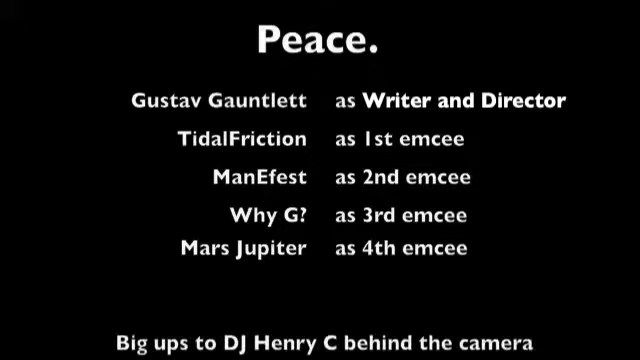 Peace.
Gustav Gauntlett as Writer and Director
TidalFriction as 1st emcee
ManEfest as 2nd emcee
Why G? as 3rd emcee
Mars Jupiter as 4th emcee
Big ups to DJ Henry C behind the camera